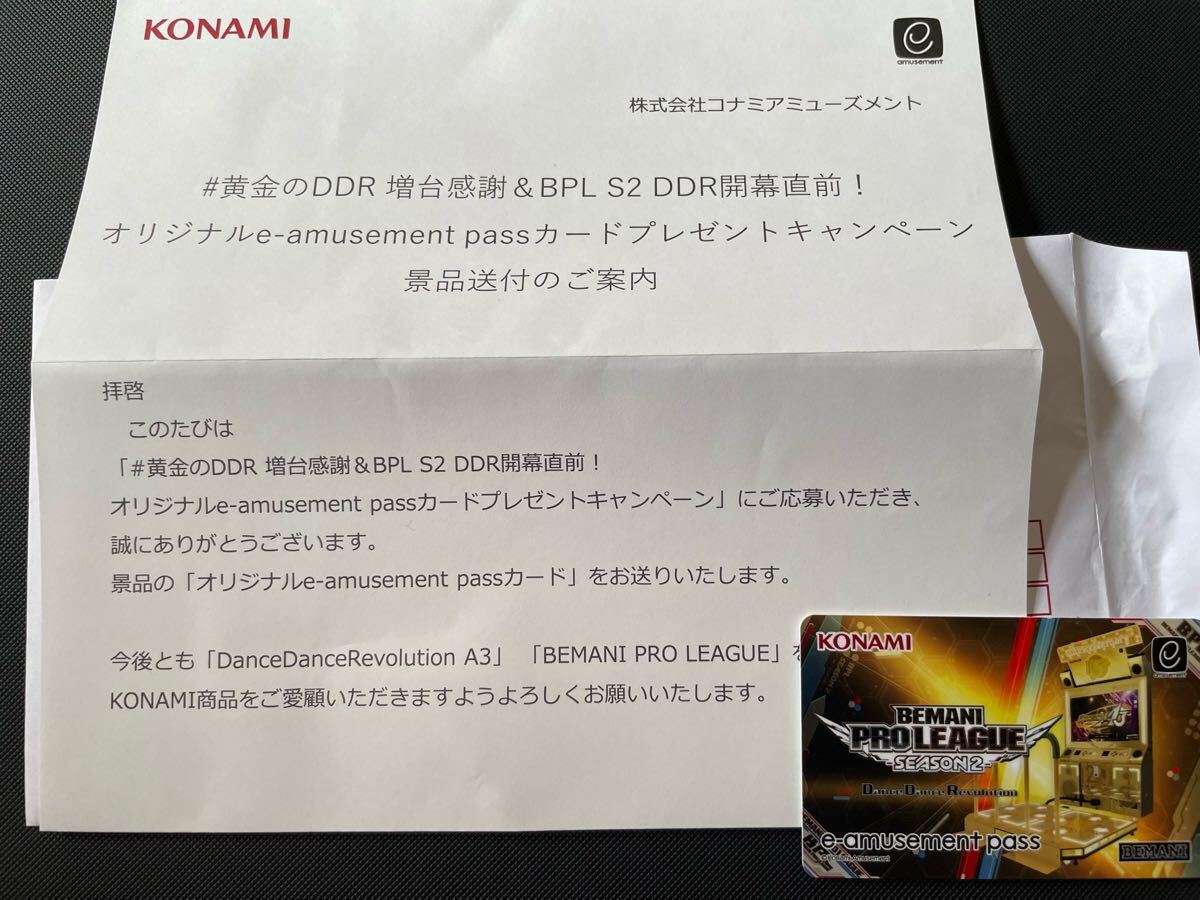 KONAMI
e
amusement
株式会社コナミアミューズメント
#黄金のDDR 増台感謝＆BPL S2 DDR開幕直前！
オリジナルe-amusement passカードプレゼントキャンペーン
景品送付のご案内
拝啓
このたびは
「#黄金のDDR 増台感謝＆BPL S2 DDR開幕直前！
オリジナルe-amusement passカードプレゼントキャンペーン」にご応募いただき、
誠にありがとうございます。
景品の「オリジナルe-amusement passカード」をお送りいたします。
今後とも「DanceDanceRevolution A3」「BEMANI PRO LEAGUE」を
KONAMI商品をご愛顧いただきますようよろしくお願いいたします。
KONAMI
e
BEMANI
PRO LEAGUE
-SEASON 2-
DanceDanceRevolution
e-amusement pass
©Konami Amusement
BEMANI